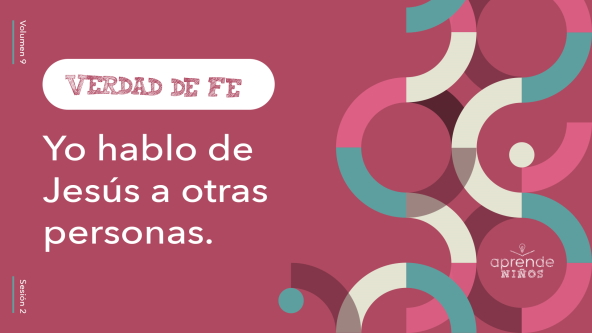 Volumen 9
VERDAD DE FE
Yo hablo de
Jesús a otras
personas.
Sesión 2
aprende
NIÑOS